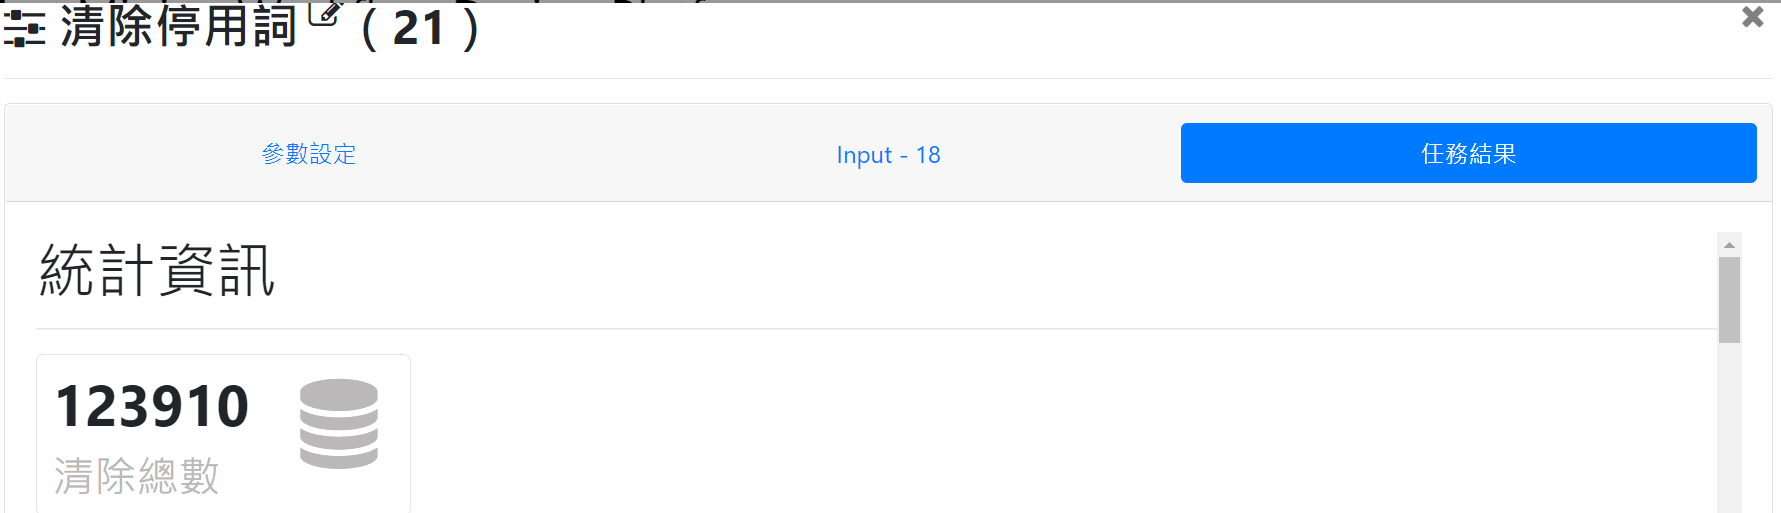 清除停用詞 ( 21 )
參數設定
Input - 18
任務結果
統計資訊
123910
清除總數